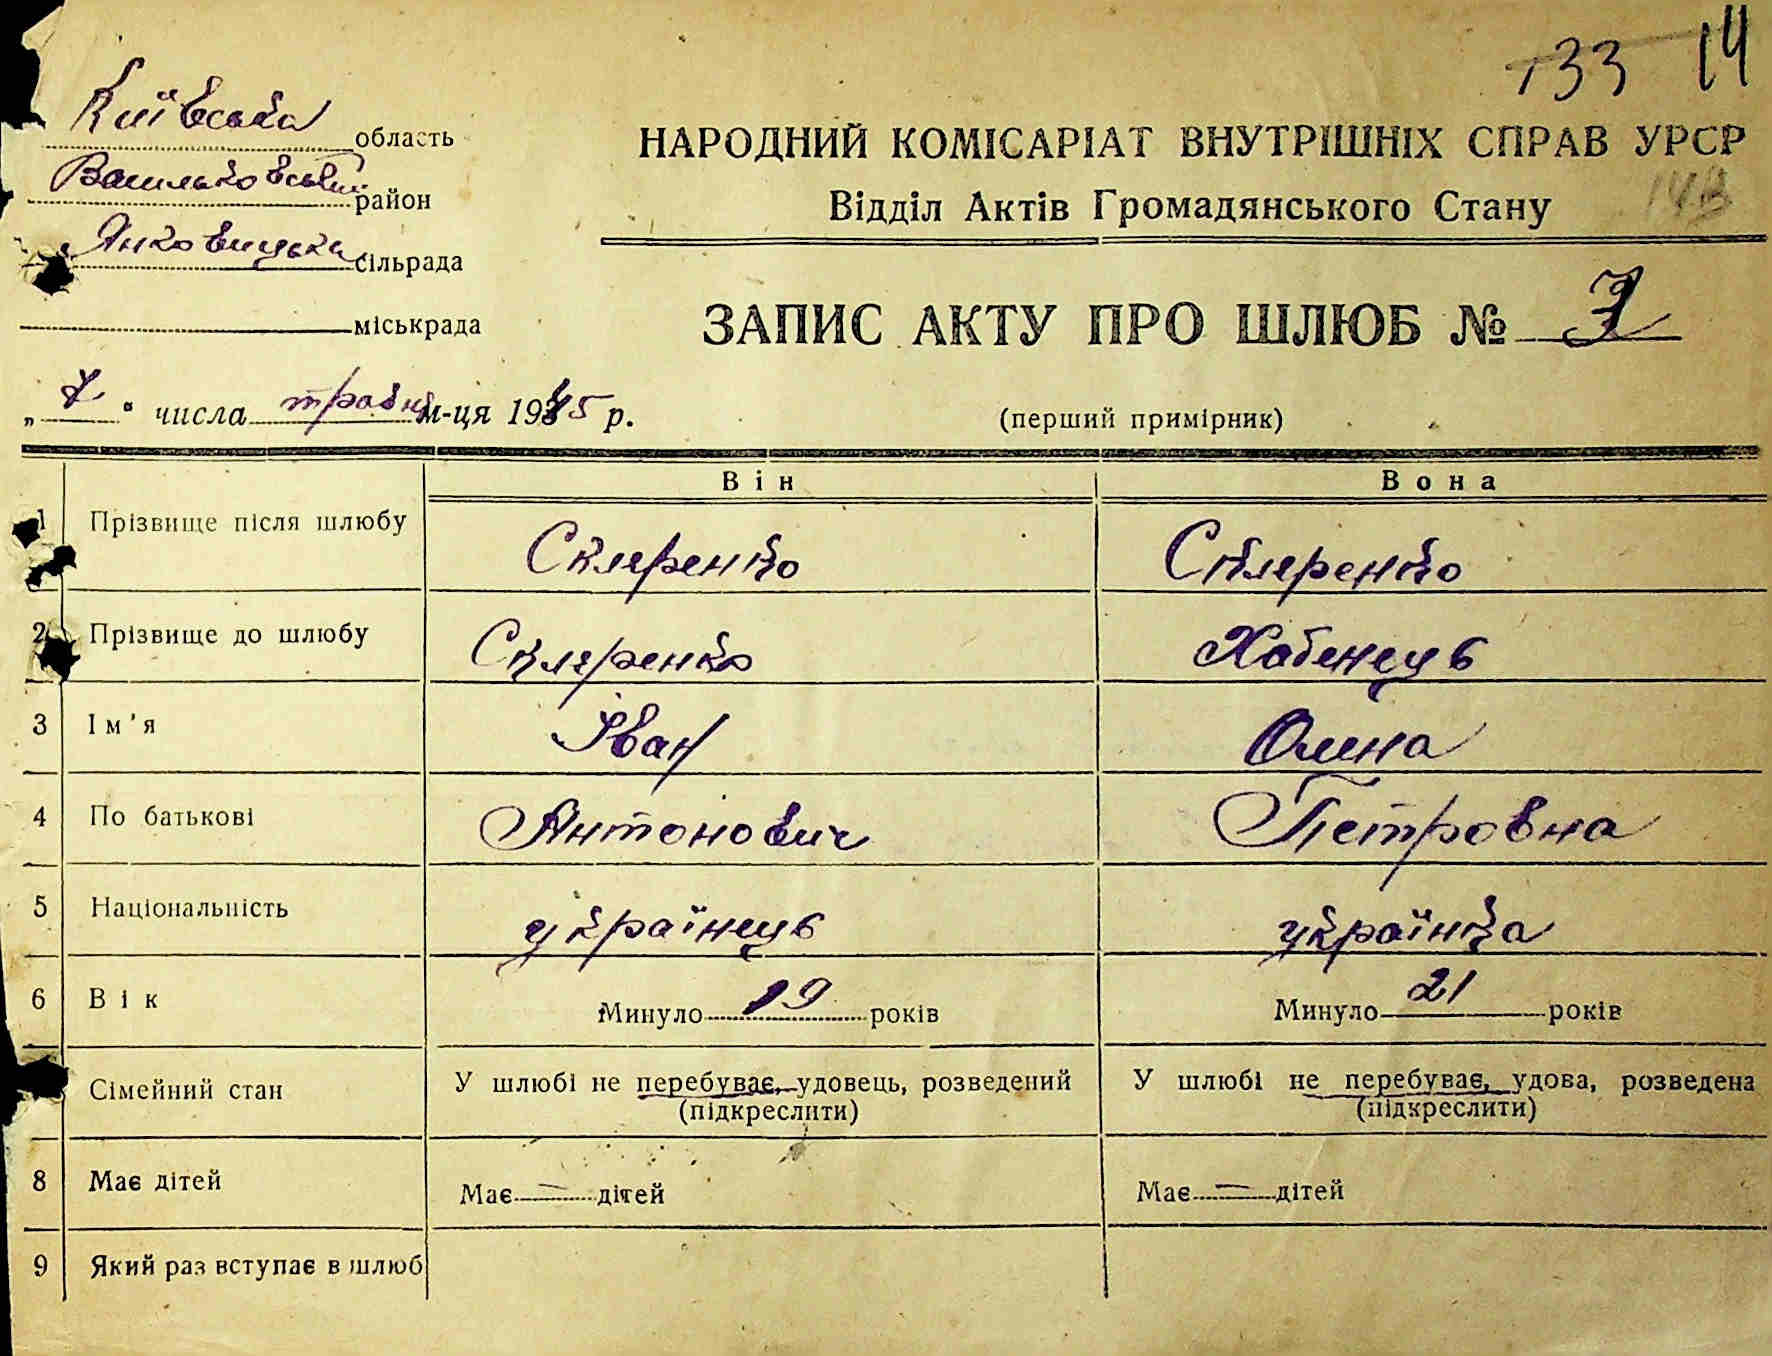 133 14
Київська область
Васильковський район
Янковицька сільрада
міськрада
НАРОДНИЙ КОМІСАРІАТ ВНУТРІШНІХ СПРАВ УРСР
Відділ Актів Громадянського Стану
ЗАПИС АКТУ ПРО ШЛЮБ № 7
„ 7 " числа травня м-ця 1945 р.
(перший примірник)
Він Вона
1 Прізвище після шлюбу Скляренко Скляренко
2 Прізвище до шлюбу Скляренко Хабенець
3 Ім'я Іван Олена
4 По батькові Антонович Петровна
5 Національність українець українка
6 Вік Минуло 19 років Минуло 21 років
Сімейний стан У шлюбі не перебуває, удовець, розведений У шлюбі не перебуває, удова, розведена
(підкреслити) (підкреслити)
8 Має дітей Має — дітей Має — дітей
9 Який раз вступає в шлюб